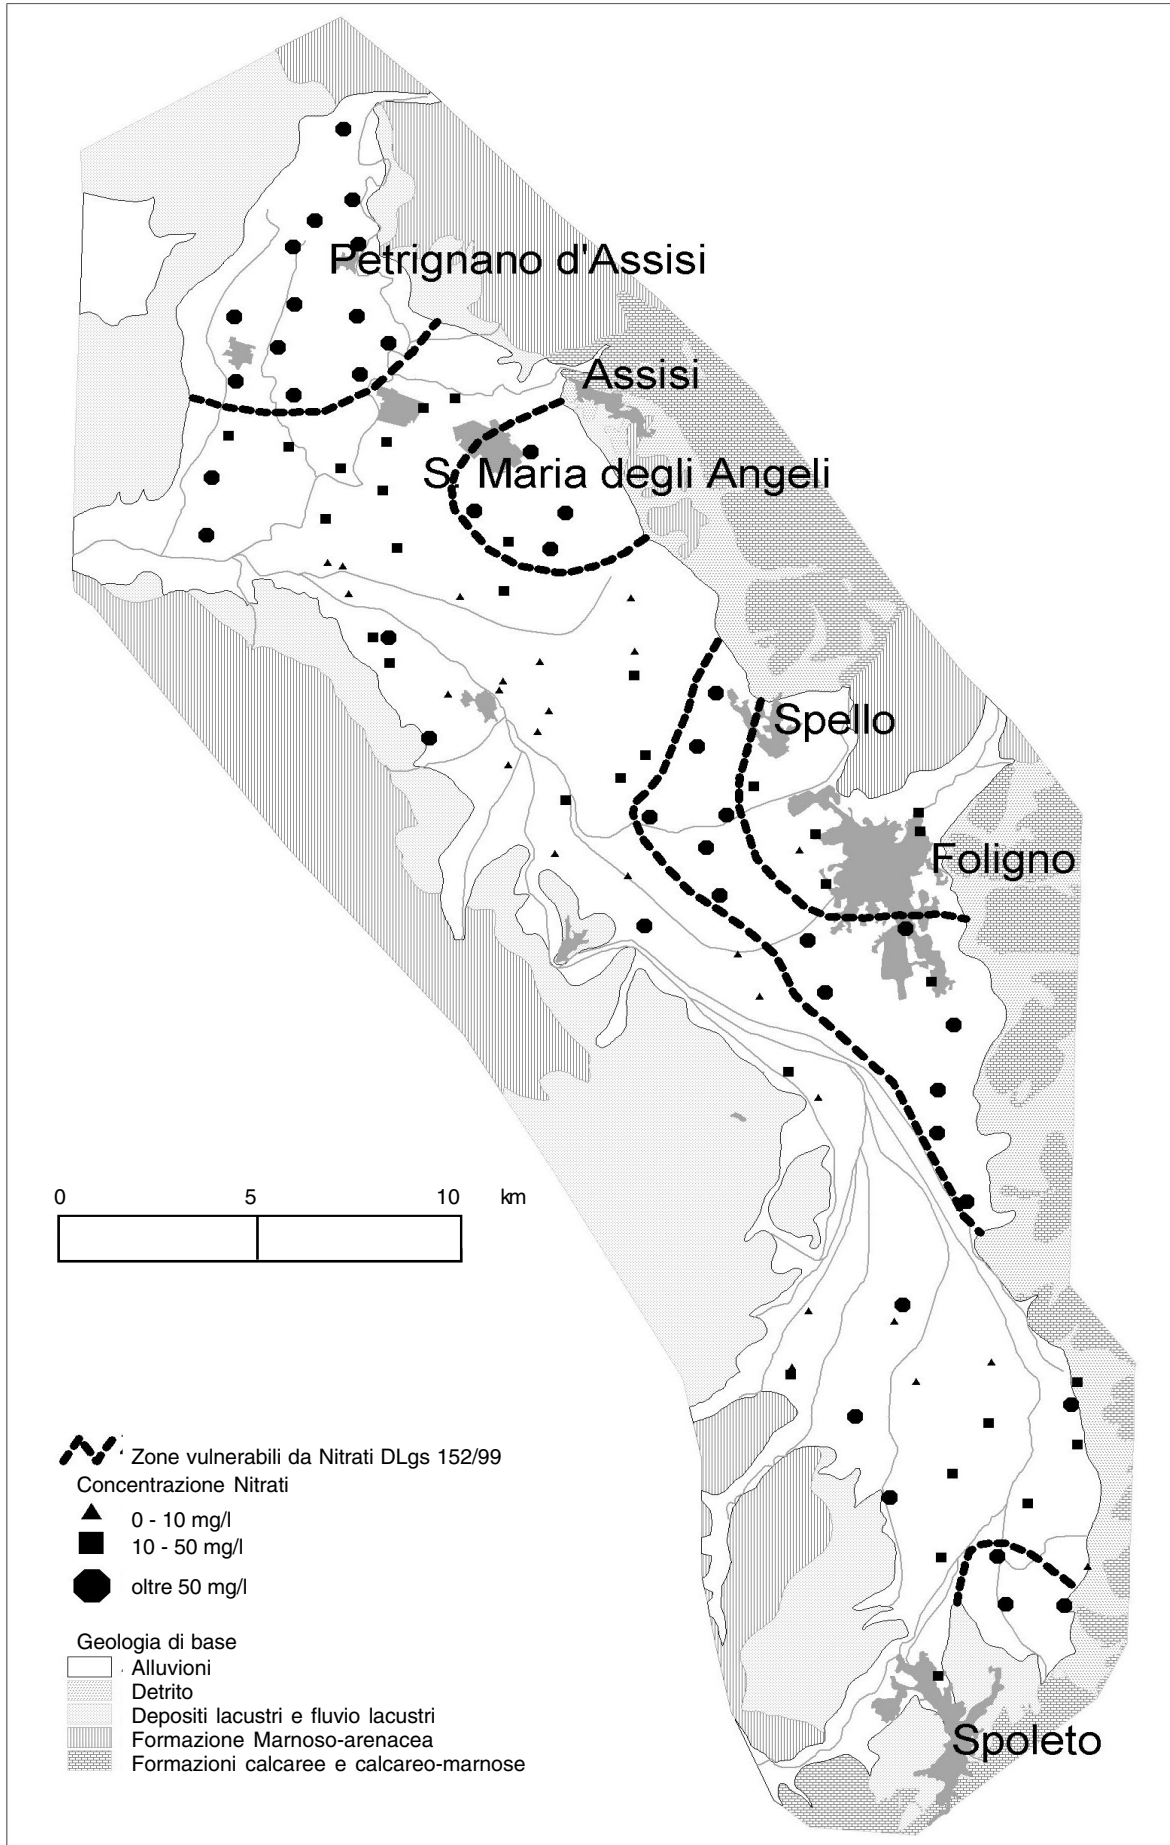 Petrignano d'Assisi
Assisi
S. Maria degli Angeli
Spello
Foligno
0 5 10 km
Zone vulnerabili da Nitrati DLgs 152/99
Concentrazione Nitrati
0 - 10 mg/l
10 - 50 mg/l
oltre 50 mg/l
Geologia di base
Alluvioni
Detrito
Depositi lacustri e fluvio lacustri
Formazione Marnoso-arenacea
Formazioni calcaree e calcareo-marnose
Spoleto